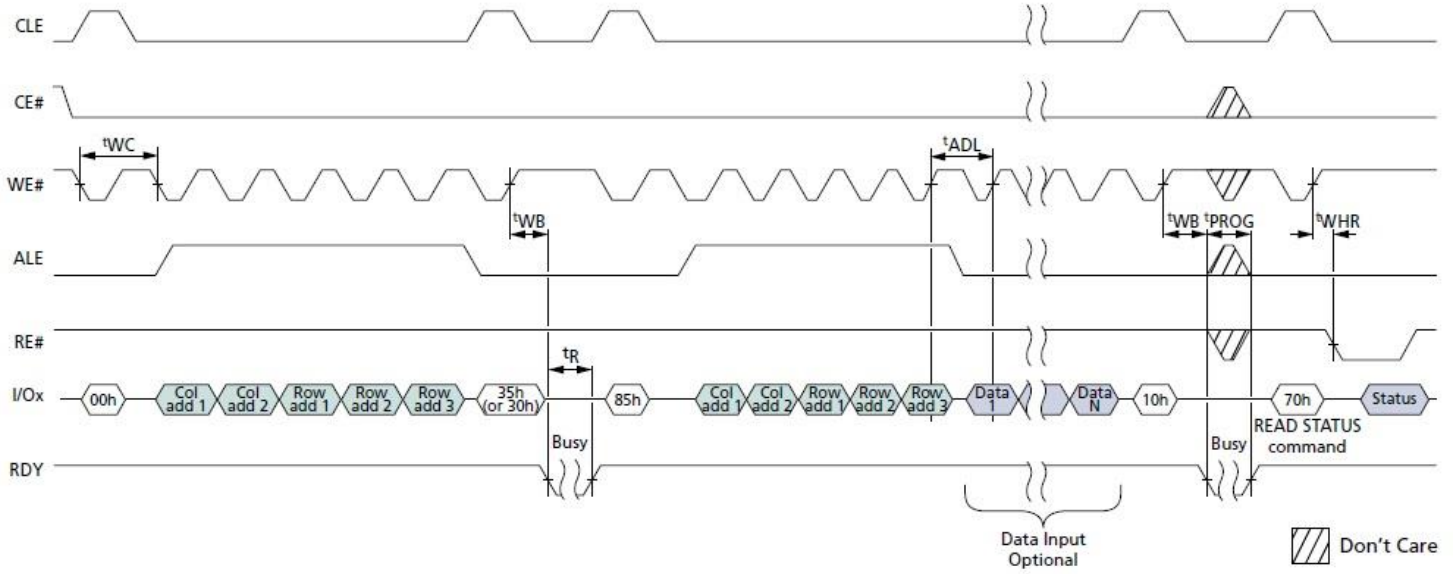 CLE
CE#
tWC
tADL
WE#
tWB
tWB
tPROG
tWHR
ALE
RE#
tR
I/Ox
00h
Col
add 1
Col
add 2
Row
add 1
Row
add 2
Row
add 3
35h
(or 30h)
85h
Col
add 1
Col
add 2
Row
add 1
Row
add 2
Row
add 3
Data
1
Data
N
10h
70h
Status
READ STATUS
command
Busy
Busy
RDY
Data Input
Optional
Don't Care